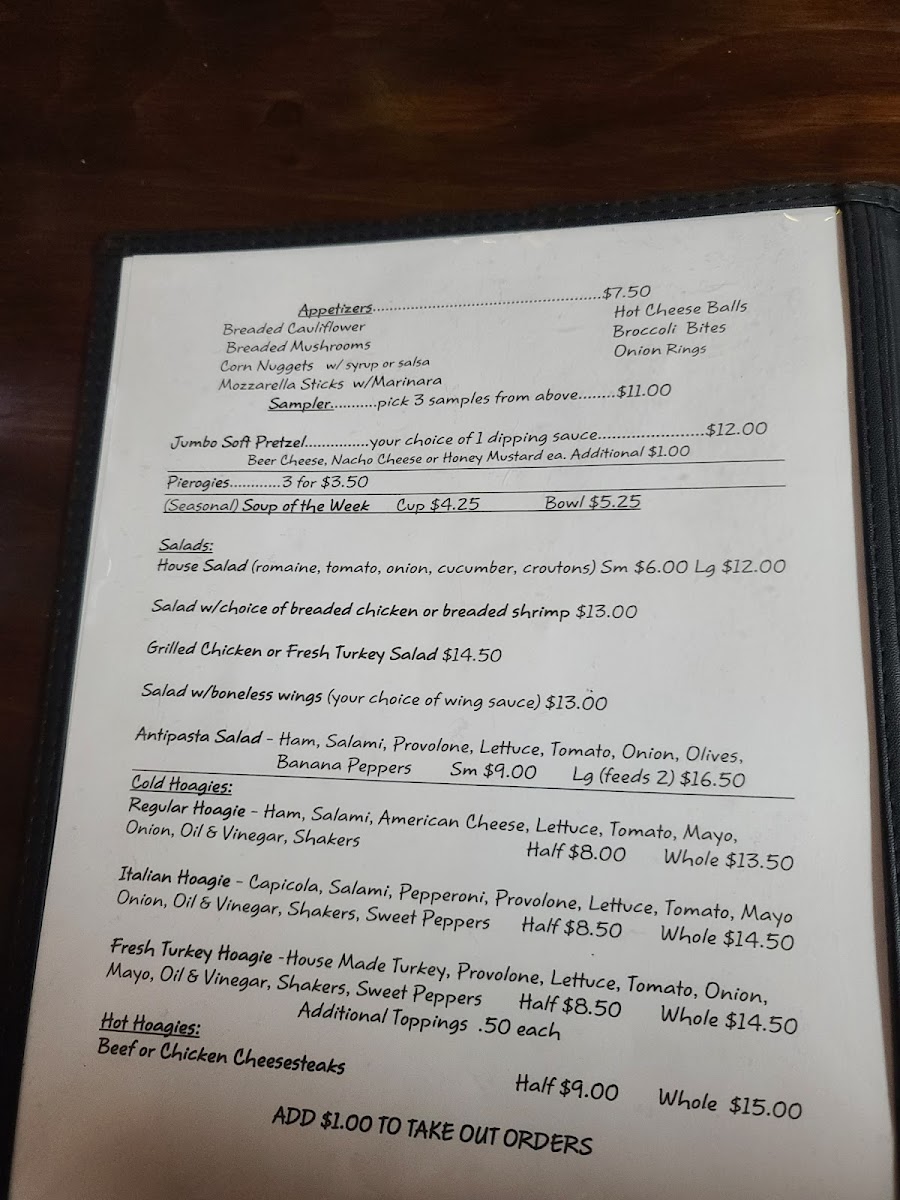 Appetizers..........................................................$7.50
Breaded Cauliflower Hot Cheese Balls
Breaded Mushrooms Broccoli Bites
Corn Nuggets w/ syrup or salsa Onion Rings
Mozzarella Sticks w/Marinara
Sampler...........pick 3 samples from above........$11.00
Jumbo Soft Pretzel...............your choice of 1 dipping sauce.........................$12.00
Beer Cheese, Nacho Cheese or Honey Mustard ea. Additional $1.00
Pierogies............3 for $3.50
(Seasonal) Soup of the Week Cup $4.25 Bowl $5.25
Salads:
House Salad (romaine, tomato, onion, cucumber, croutons) Sm $6.00 Lg $12.00
Salad w/choice of breaded chicken or breaded shrimp $13.00
Grilled Chicken or Fresh Turkey Salad $14.50
Salad w/boneless wings (your choice of wing sauce) $13.00
Antipasta Salad - Ham, Salami, Provolone, Lettuce, Tomato, Onion, Olives,
Banana Peppers Sm $9.00 Lg (feeds 2) $16.50
Cold Hoagies:
Regular Hoagie - Ham, Salami, American Cheese, Lettuce, Tomato, Mayo,
Onion, Oil & Vinegar, Shakers Half $8.00 Whole $13.50
Italian Hoagie - Capicola, Salami, Pepperoni, Provolone, Lettuce, Tomato, Mayo
Onion, Oil & Vinegar, Shakers, Sweet Peppers Half $8.50 Whole $14.50
Fresh Turkey Hoagie -House Made Turkey, Provolone, Lettuce, Tomato, Onion,
Mayo, Oil & Vinegar, Shakers, Sweet Peppers Half $8.50 Whole $14.50
Additional Toppings .50 each
Hot Hoagies:
Beef or Chicken Cheesesteaks Half $9.00 Whole $15.00
ADD $1.00 TO TAKE OUT ORDERS